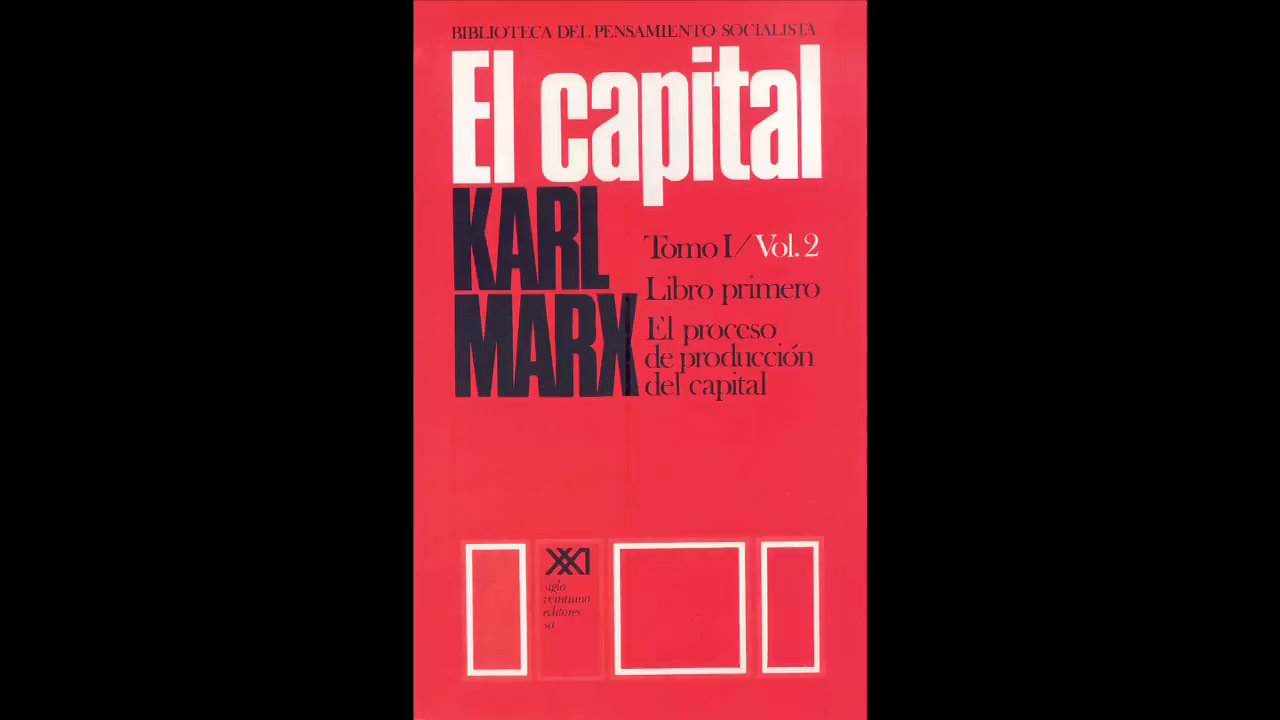 BIBLIOTECA DEL PENSAMIENTO SOCIALISTA
El capital
KARL
MARX
Tomo I/Vol. 2
Libro primero
El proceso
de producción
del capital
XXI
siglo
veintiuno
editores
sa